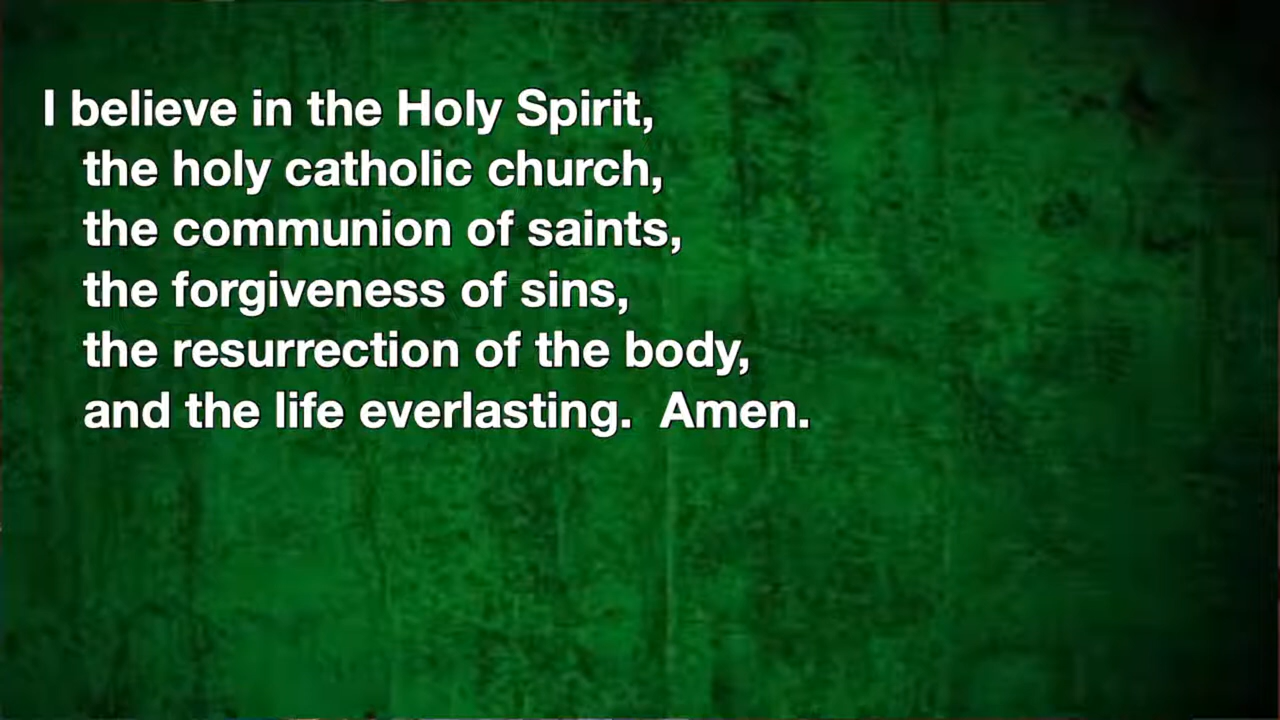 I believe in the Holy Spirit,
the holy catholic church,
the communion of saints,
the forgiveness of sins,
the resurrection of the body,
and the life everlasting.  Amen.